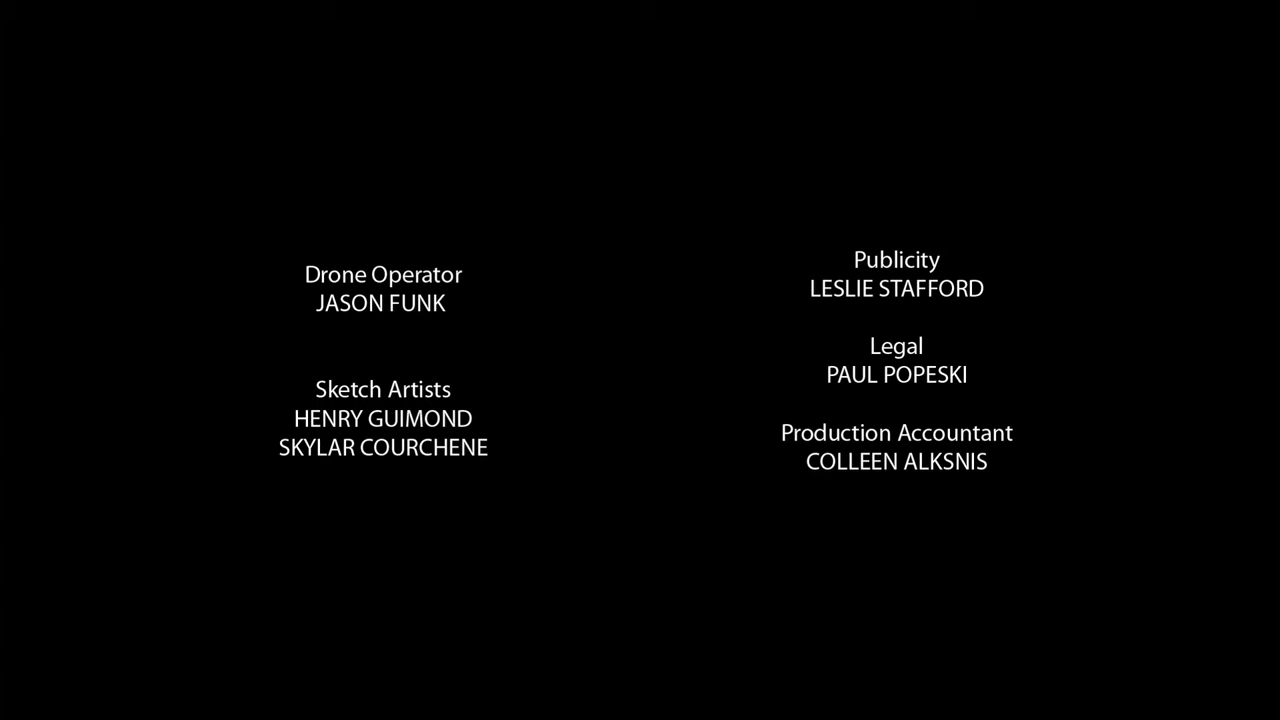 Drone Operator
JASON FUNK
Sketch Artists
HENRY GUIMOND
SKYLAR COURCHENE
Publicity
LESLIE STAFFORD
Legal
PAUL POPESKI
Production Accountant
COLLEEN ALKSNIS